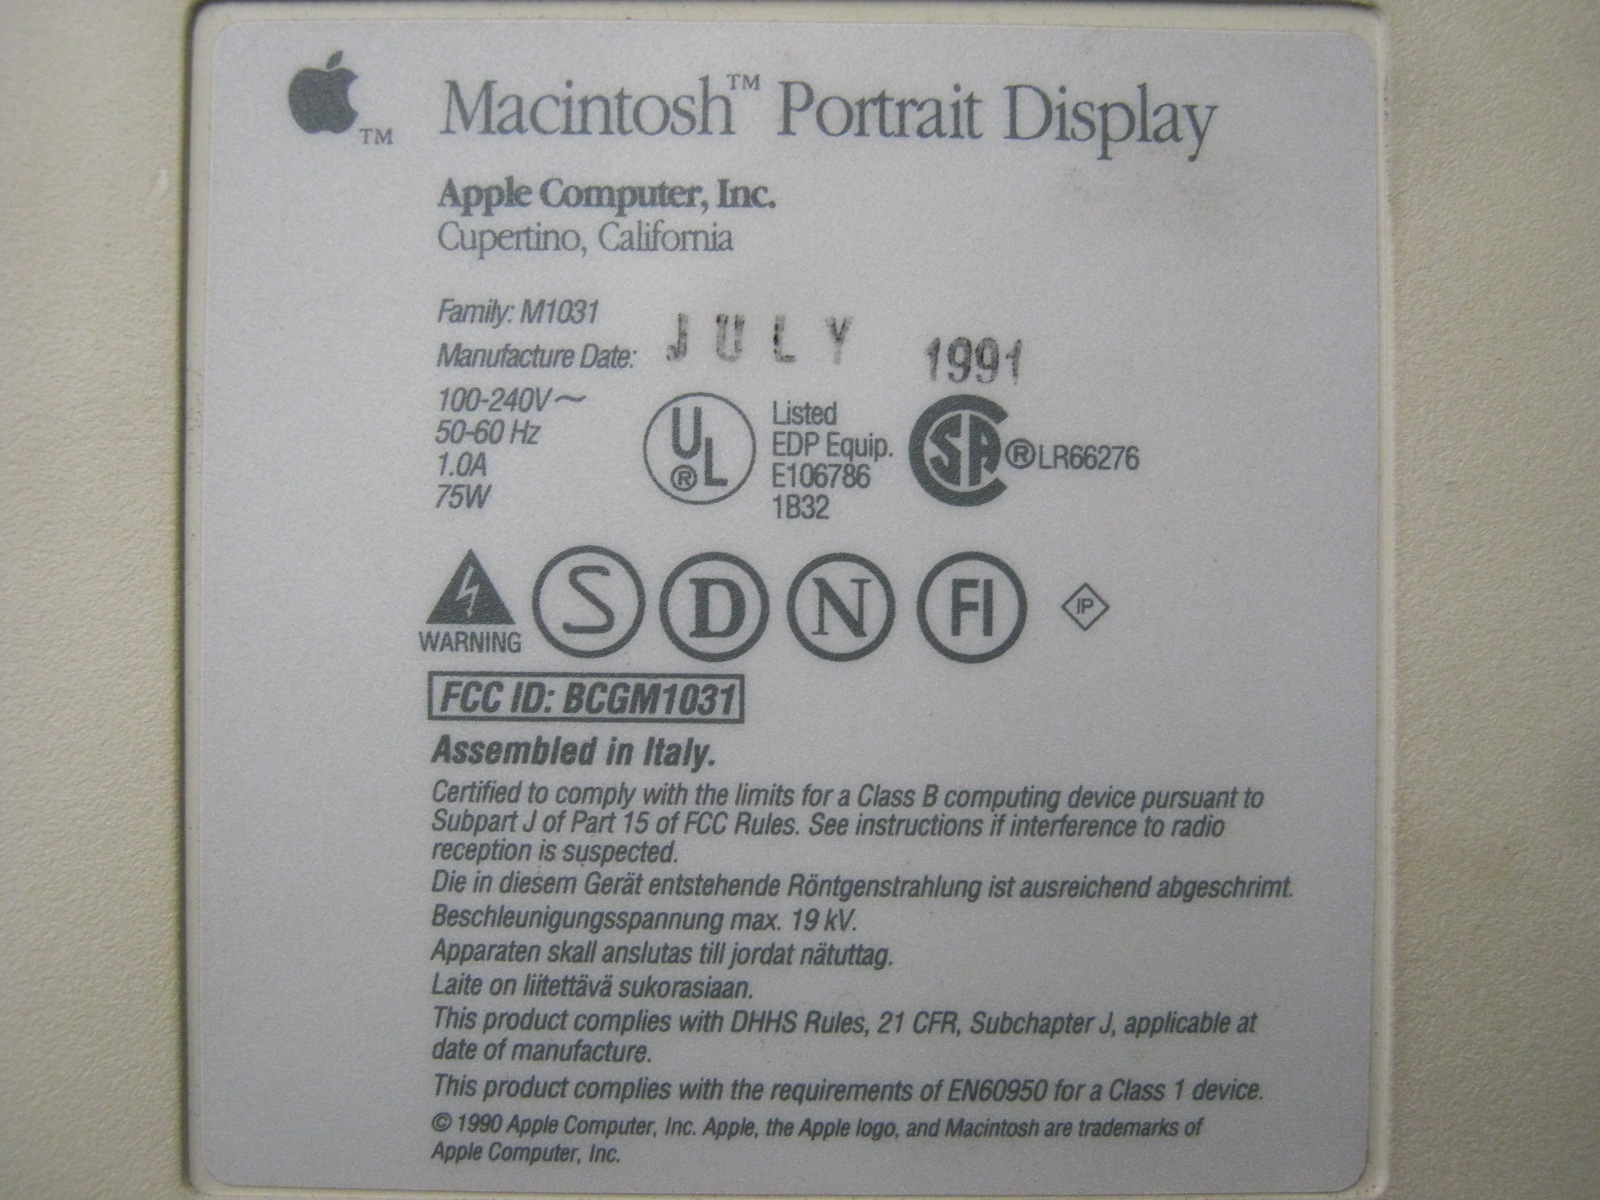 TM
Macintosh™ Portrait Display
Apple Computer, Inc.
Cupertino, California
Family: M1031
Manufacture Date: JULY 1991
100-240V~
50-60 Hz
1.0A
75W
UL®
Listed
EDP Equip.
E106786
1B32
SA ® LR66276
WARNING
S D N FI IP
FCC ID: BCGM1031
Assembled in Italy.
Certified to comply with the limits for a Class B computing device pursuant to
Subpart J of Part 15 of FCC Rules. See instructions if interference to radio
reception is suspected.
Die in diesem Gerät entstehende Röntgenstrahlung ist ausreichend abgeschrimt.
Beschleunigungsspannung max. 19 kV.
Apparaten skall anslutas till jordat nätuttag.
Laite on liitettävä sukorasiaan.
This product complies with DHHS Rules, 21 CFR, Subchapter J, applicable at
date of manufacture.
This product complies with the requirements of EN60950 for a Class 1 device.
© 1990 Apple Computer, Inc. Apple, the Apple logo, and Macintosh are trademarks of
Apple Computer, Inc.